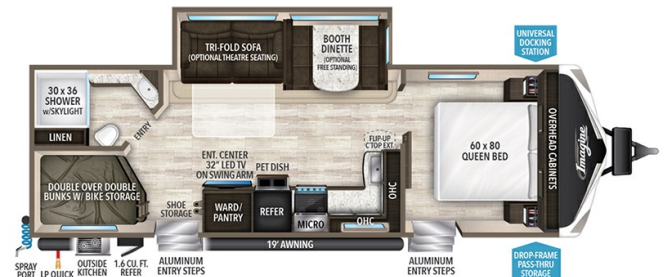 UNIVERSAL
DOCKING
STATION
TRI-FOLD SOFA
(OPTIONAL THEATRE SEATING)
BOOTH
DINETTE
(OPTIONAL
FREE STANDING)
30 x 36
SHOWER
w/SKYLIGHT
LINEN
ENTRY
FLIP-UP
C'TOP EXT
60 x 80
QUEEN BED
OVERHEAD CABINETS
Imagine
ENT. CENTER
32" LED TV
ON SWING ARM
PET DISH
DOUBLE OVER DOUBLE
BUNKS W/ BIKE STORAGE
SHOE
STORAGE
WARD/
PANTRY
REFER
MICRO
OHC
OHC
19' AWNING
SPRAY
PORT
LP QUICK
OUTSIDE
KITCHEN
1.6 CU. FT.
REFER
ALUMINUM
ENTRY STEPS
ALUMINUM
ENTRY STEPS
DROP-FRAME
PASS-THRU
STORAGE